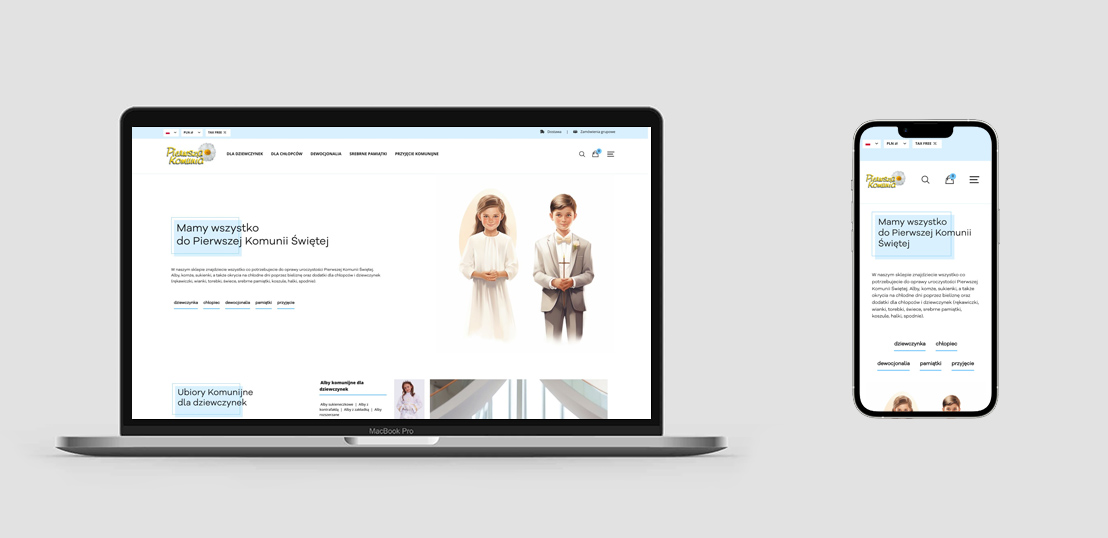 PLN zł
TAX FREE
Dostawa | Zamówienia grupowe
Pierwsza
Komunia
DLA DZIEWCZYNEK DLA CHŁOPCÓW DEWOCJONALIA SREBRNE PAMIĄTKI PRZYJĘCIE KOMUNIJNE
Mamy wszystko
do Pierwszej Komunii Świętej
W naszym sklepie znajdziecie wszystko co potrzebujecie do oprawy uroczystości Pierwszej Komunii Świętej.
Alby, komże, sukienki, a także okrycia na chłodne dni poprzez bieliznę oraz dodatki dla chłopców i dziewczynek
(rękawiczki, wianki, torebki, świece, srebrne pamiątki, koszule, halki, spodnie).
dziewczynka chłopiec dewocjonalia pamiątki przyjęcie
Ubiory Komunijne
dla dziewczynek
Alby komunijne dla
dziewczynek
Alby sukienkowe | Alby z
kontrafałdą | Alby z zakładką | Alby
rozszerzane
MacBook Pro
PLN zł
TAX FREE
Pierwsza
Komunia
Mamy wszystko
do Pierwszej Komunii
Świętej
W naszym sklepie znajdziecie wszystko co
potrzebujecie do oprawy uroczystości Pierwszej
Komunii Świętej. Alby, komże, sukienki, a także
okrycia na chłodne dni poprzez bieliznę oraz
dodatki dla chłopców i dziewczynek (rękawiczki,
wianki, torebki, świece, srebrne pamiątki,
koszule, halki, spodnie).
dziewczynka chłopiec
dewocjonalia pamiątki przyjęcie